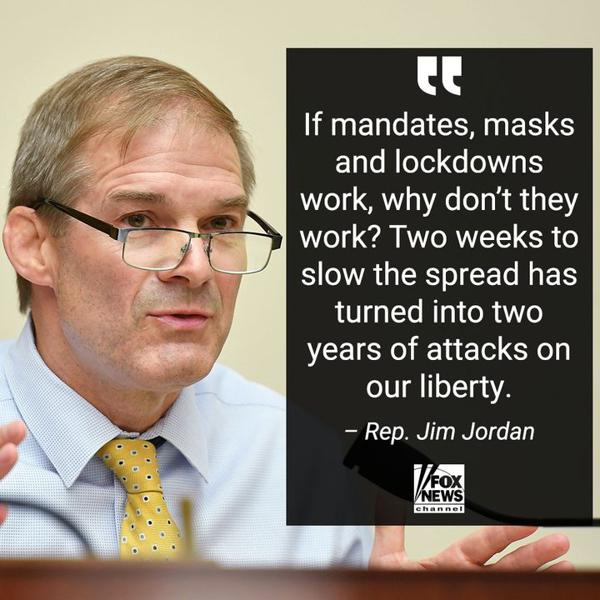 If mandates, masks
and lockdowns
work, why don’t they
work? Two weeks to
slow the spread has
turned into two
years of attacks on
our liberty.
– Rep. Jim Jordan
FOX
NEWS
channel